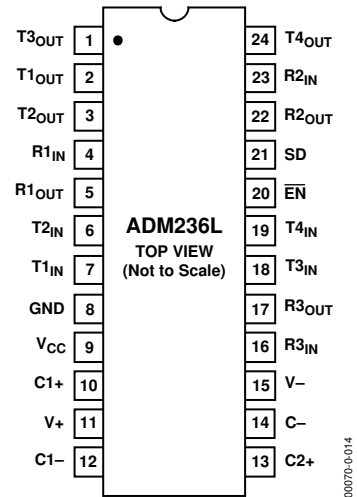 T3OUT 1 24 T4OUT
T1OUT 2 23 R2IN
T2OUT 3 22 R2OUT
R1IN 4 21 SD
R1OUT 5 20 E̅N̅
T2IN 6 19 T4IN
T1IN 7 18 T3IN
GND 8 17 R3OUT
VCC 9 16 R3IN
C1+ 10 15 V–
V+ 11 14 C–
C1– 12 13 C2+
ADM236L
TOP VIEW
(Not to Scale)
00070-0-014